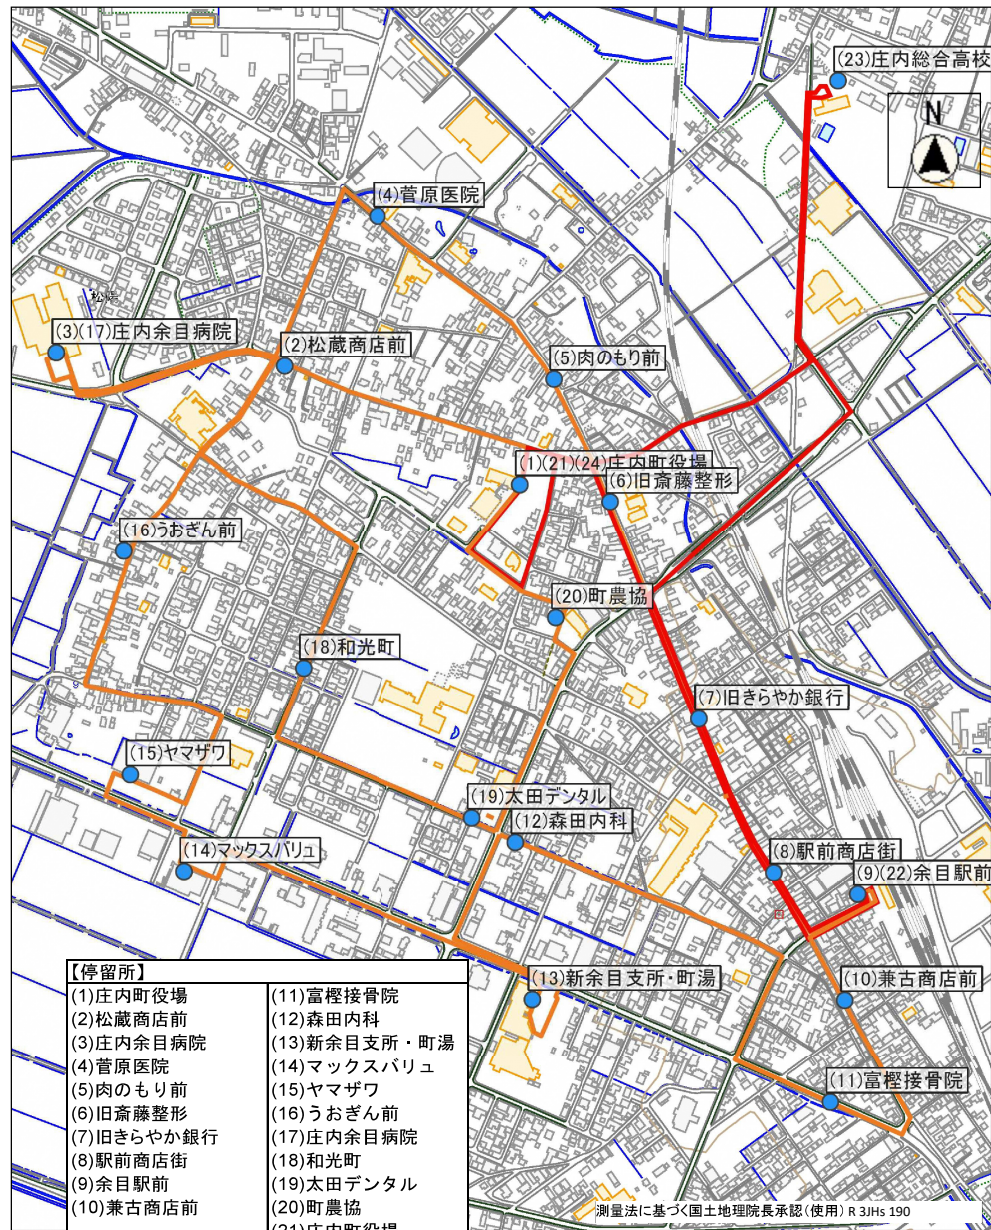 (23)庄内総合高校
N
(4)菅原医院
松陽
(3)(17)庄内余目病院
(2)松蔵商店前
(5)肉のもり前
(1)(21)(24)庄内町役場
(6)旧斎藤整形
(16)うおぎん前
(20)町農協
(18)和光町
(7)旧きらやか銀行
(15)ヤマザワ
(19)太田デンタル
(12)森田内科
(14)マックスバリュ
(8)駅前商店街
(9)(22)余目駅前
(13)新余目支所・町湯
(10)兼古商店前
(11)富樫接骨院
【停留所】
(1)庄内町役場
(2)松蔵商店前
(3)庄内余目病院
(4)菅原医院
(5)肉のもり前
(6)旧斎藤整形
(7)旧きらやか銀行
(8)駅前商店街
(9)余目駅前
(10)兼古商店前
(11)富樫接骨院
(12)森田内科
(13)新余目支所・町湯
(14)マックスバリュ
(15)ヤマザワ
(16)うおぎん前
(17)庄内余目病院
(18)和光町
(19)太田デンタル
(20)町農協
(21)庄内町役場
測量法に基づく国土地理院長承認(使用) R 3JHs 190